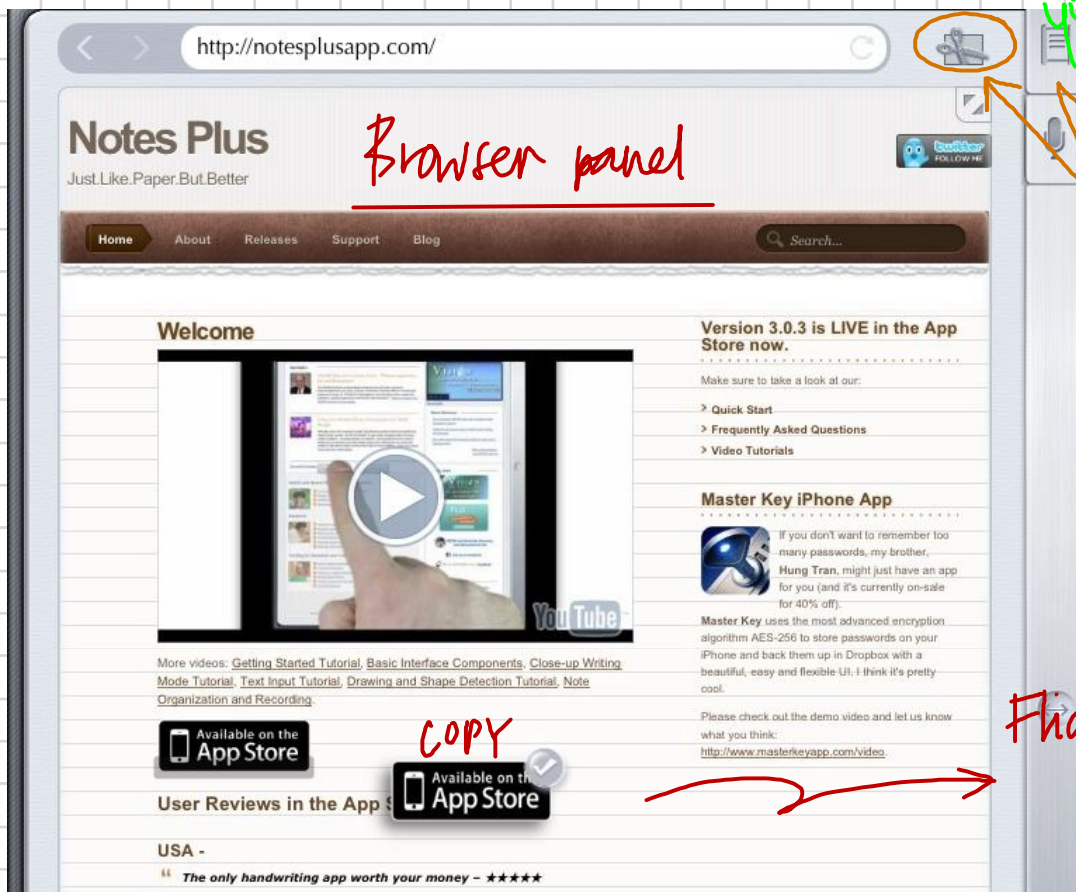 http://notesplusapp.com/
Notes Plus
Just.Like.Paper.But.Better
Browser panel
twitter
FOLLOW ME
Home About Releases Support Blog
Search...
Welcome
YouTube
More videos: Getting Started Tutorial, Basic Interface Components, Close-up Writing
Mode Tutorial, Text Input Tutorial, Drawing and Shape Detection Tutorial, Note
Organization and Recording.
Available on the
App Store
COPY
Available on th
App Store
User Reviews in the App S
USA -
“ The only handwriting app worth your money – ★★★★★
Version 3.0.3 is LIVE in the App
Store now.
Make sure to take a look at our:
> Quick Start
> Frequently Asked Questions
> Video Tutorials
Master Key iPhone App
If you don't want to remember too
many passwords, my brother,
Hung Tran, might just have an app
for you (and it's currently on-sale
for 40% off).
Master Key uses the most advanced encryption
algorithm AES-256 to store passwords on your
iPhone and back them up in Dropbox with a
beautiful, easy and flexible UI. I think it's pretty
cool.
Please check out the demo video and let us know
what you think:
http://www.masterkeyapp.com/video.